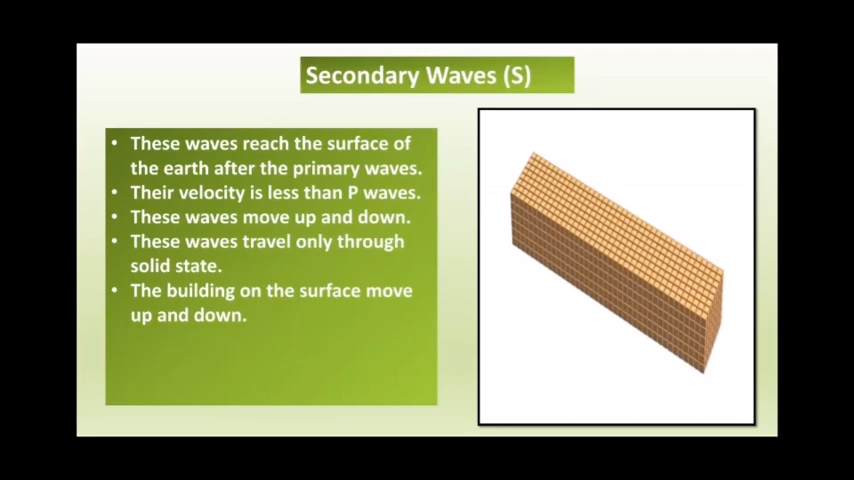 Secondary Waves (S)
• These waves reach the surface of
the earth after the primary waves.
• Their velocity is less than P waves.
• These waves move up and down.
• These waves travel only through
solid state.
• The building on the surface move
up and down.